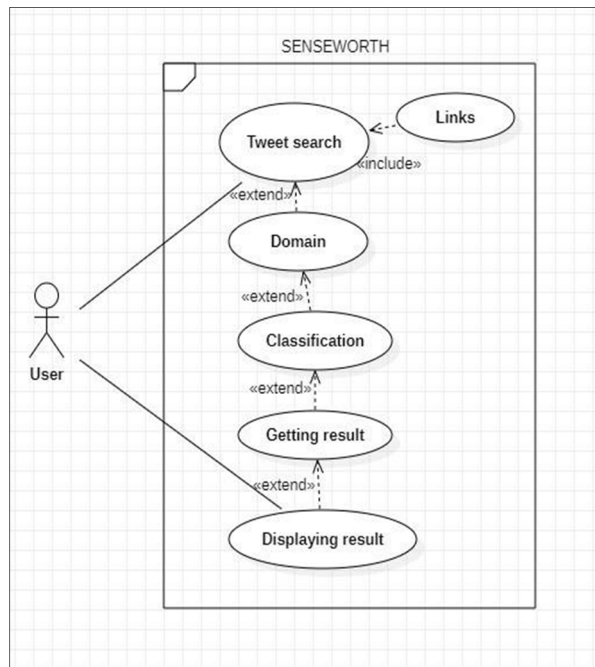 SENSEWORTH
Links
Tweet search
«include»
«extend»
Domain
«extend»
Classification
User
«extend»
Getting result
«extend»
Displaying result